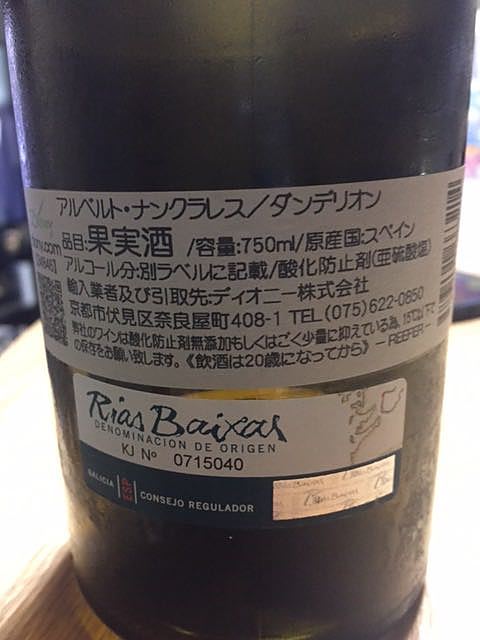 アルベルト・ナンクラレス/ダンデリオン
品目:果実酒 /容量:750ml/原産国:スペイン
アルコール分:別ラベルに記載/酸化防止剤(亜硫酸塩)
輸入業者及び引取先:ディオニー株式会社
京都市伏見区奈良屋町408-1 TEL(075)622-0850
弊社のワインは酸化防止剤無添加もしくはごく少量に抑えている為、15℃以下で
の保存をお願い致します。《飲酒は20歳になってから》 ―REEFER―
Rías Baixas
DENOMINACIÓN DE ORIGEN
KJ Nº 0715040
GALICIA ESP CONSEJO REGULADOR